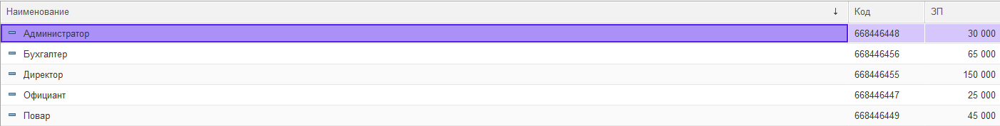 Наименование ↓ Код ЗП
Администратор 668446448 30 000
Бухгалтер 668446456 65 000
Директор 668446455 150 000
Официант 668446447 25 000
Повар 668446449 45 000